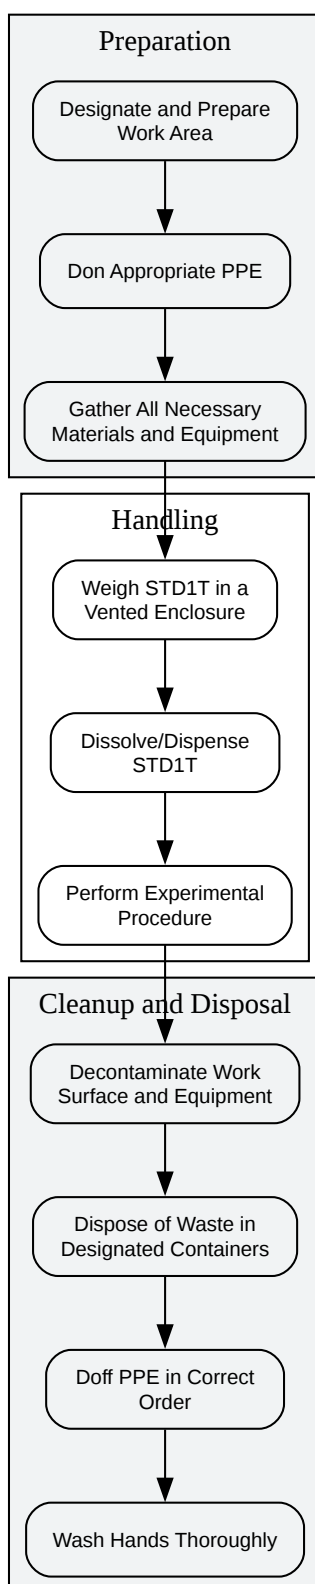 Preparation
Designate and Prepare
Work Area
Don Appropriate PPE
Gather All Necessary
Materials and Equipment
Handling
Weigh STD1T in a
Vented Enclosure
Dissolve/Dispense
STD1T
Perform Experimental
Procedure
Cleanup and Disposal
Decontaminate Work
Surface and Equipment
Dispose of Waste in
Designated Containers
Doff PPE in Correct
Order
Wash Hands Thoroughly